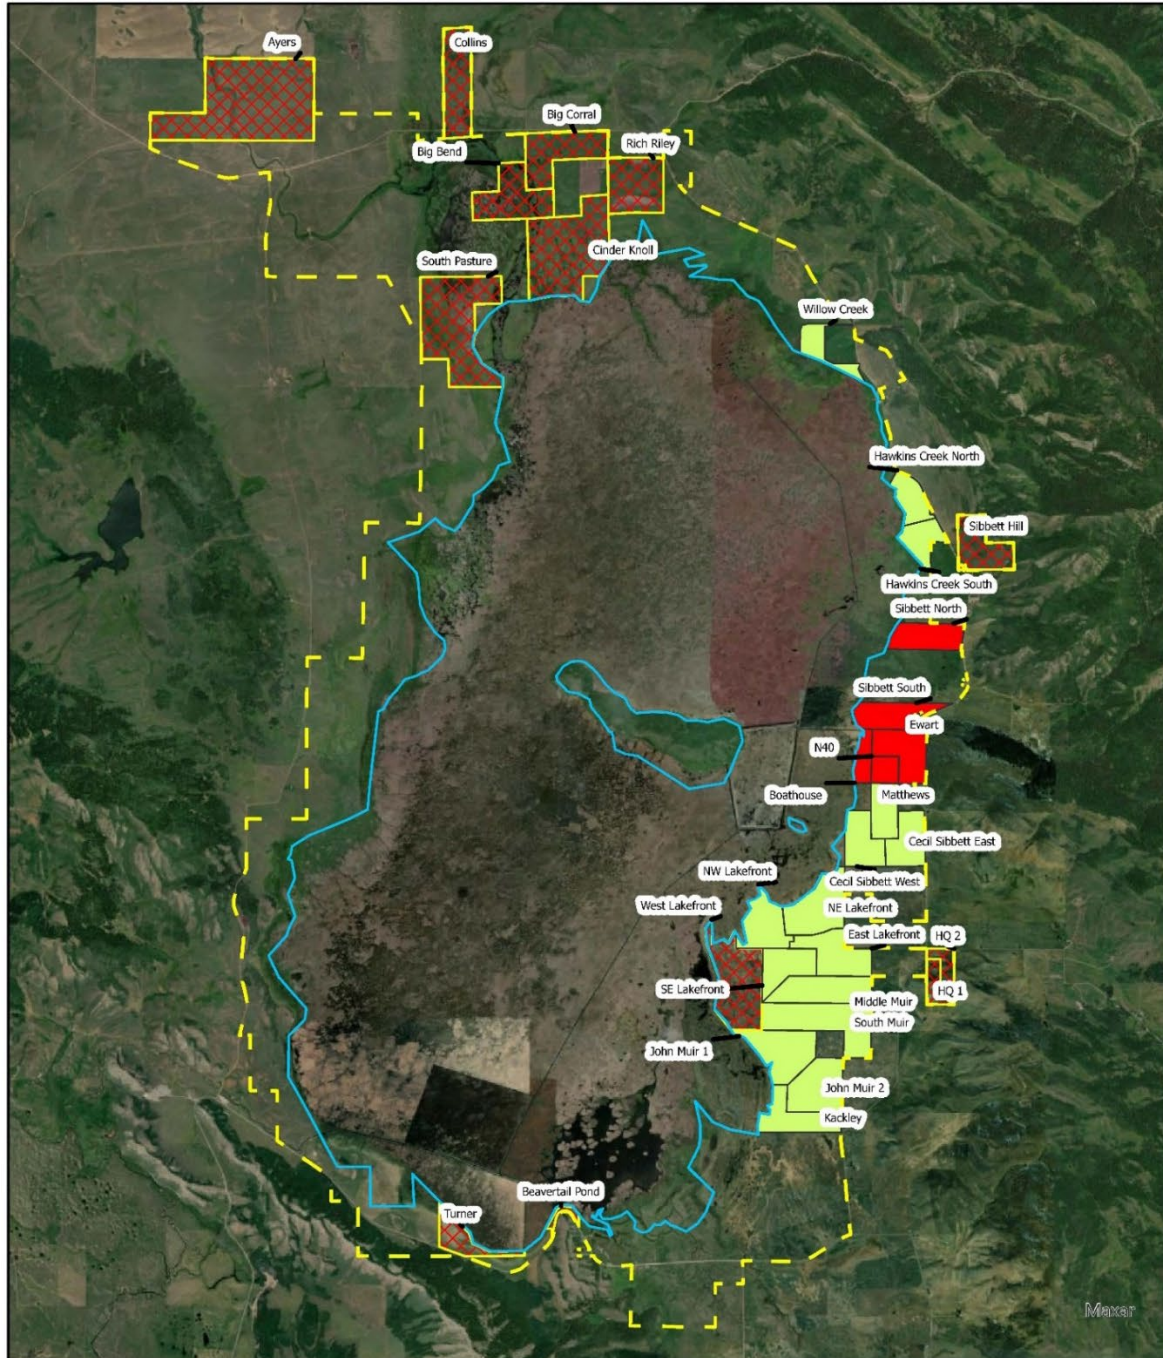 Ayers
Collins
Big Corral
Rich Riley
Big Bend
Cinder Knoll
South Pasture
Willow Creek
Hawkins Creek North
Sibbett Hill
Hawkins Creek South
Sibbett North
Sibbett South
Ewart
N40
Boathouse
Matthews
Cecil Sibbett East
NW Lakefront
Cecil Sibbett West
West Lakefront
NE Lakefront
East Lakefront
HQ 2
SE Lakefront
HQ 1
Middle Muir
South Muir
John Muir 1
John Muir 2
Kackley
Beavertail Pond
Turner
Maxar